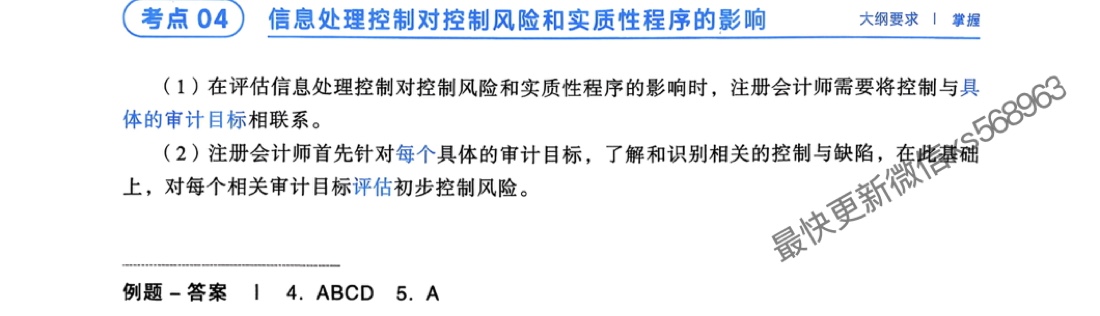 考点 04 信息处理控制对控制风险和实质性程序的影响 大纲要求 | 掌握
（1）在评估信息处理控制对控制风险和实质性程序的影响时，注册会计师需要将控制与具
体的审计目标相联系。
（2）注册会计师首先针对每个具体的审计目标，了解和识别相关的控制与缺陷，在此基础
上，对每个相关审计目标评估初步控制风险。
最快更新微信ks568963
例题－答案 | 4. ABCD 5. A